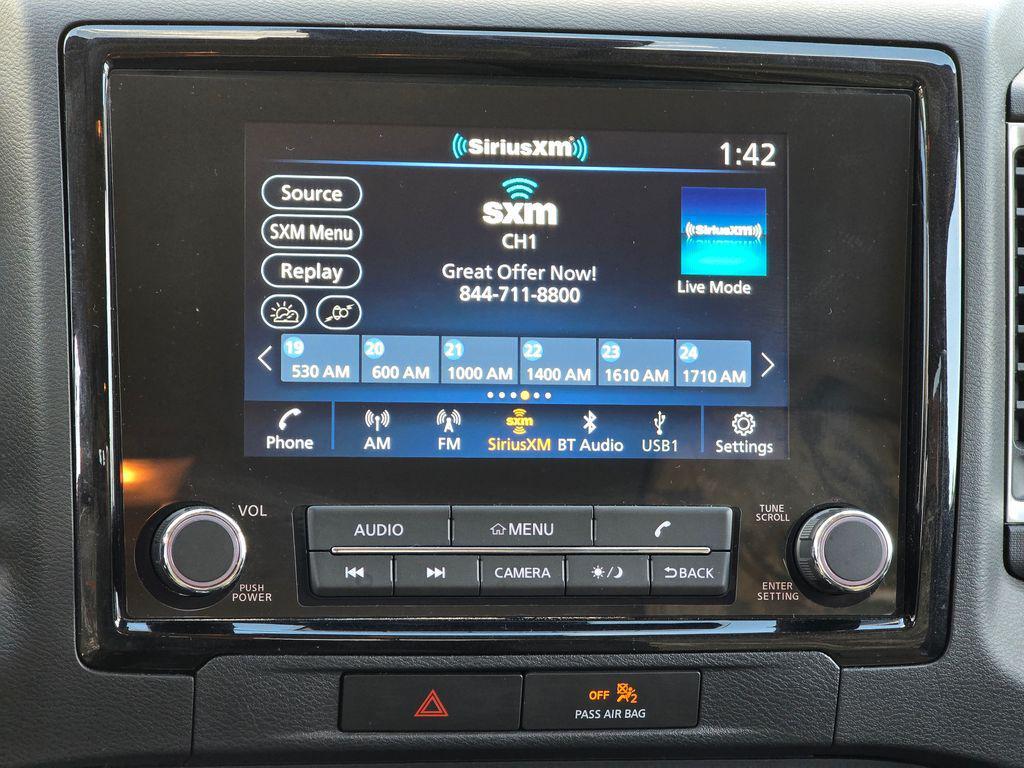 SiriusXM
1:42
Source
SXM Menu
Replay
sxm
CH1
Great Offer Now!
844-711-8800
SiriusXM
Live Mode
19 530 AM
20 600 AM
21 1000 AM
22 1400 AM
23 1610 AM
24 1710 AM
Phone
AM
FM
sxm
SiriusXM
BT Audio
USB1
Settings
VOL
PUSH
POWER
AUDIO
MENU
CAMERA
BACK
TUNE
SCROLL
ENTER
SETTING
OFF 2
PASS AIR BAG